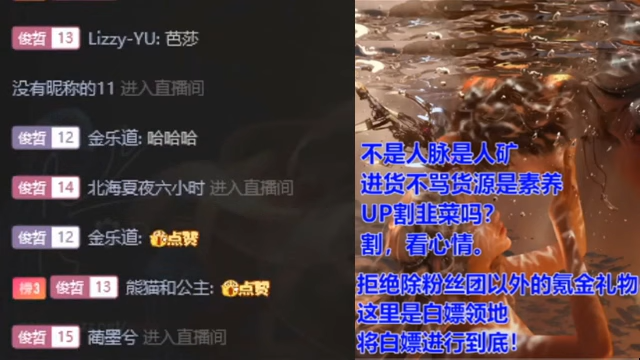 俊哲 13 Lizzy-YU: 芭莎
没有昵称的11 进入直播间
俊哲 12 金乐道: 哈哈哈
俊哲 14 北海夏夜六小时 进入直播间
俊哲 12 金乐道: 点赞
榜3 俊哲 13 熊猫和公主: 点赞
俊哲 15 蔺墨兮 进入直播间
不是人脉是人矿
进货不骂货源是素养
UP割韭菜吗？
割，看心情。
拒绝除粉丝团以外的氪金礼物
这里是白嫖领地
将白嫖进行到底！